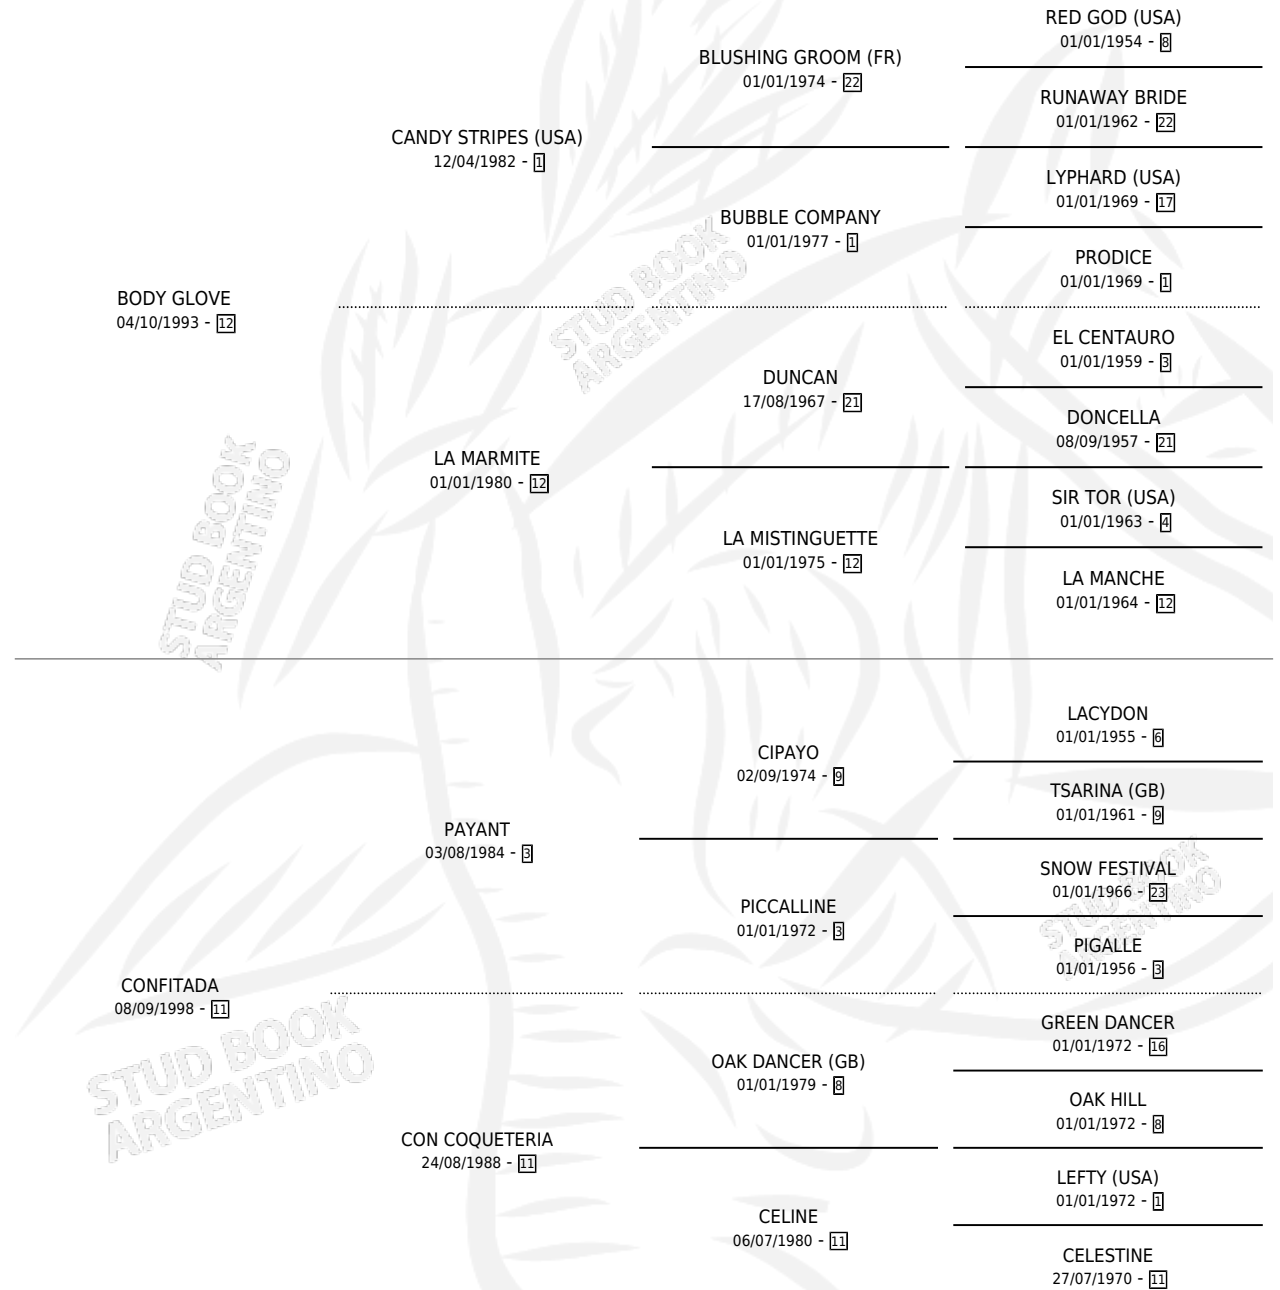 RED GOD (USA)
01/01/1954 - 8
BLUSHING GROOM (FR)
01/01/1974 - 22
RUNAWAY BRIDE
01/01/1962 - 22
CANDY STRIPES (USA)
12/04/1982 - 1
LYPHARD (USA)
01/01/1969 - 17
BUBBLE COMPANY
01/01/1977 - 1
PRODICE
01/01/1969 - 1
BODY GLOVE
04/10/1993 - 12
STUD BOOK
ARGENTINO
EL CENTAURO
01/01/1959 - 3
DUNCAN
17/08/1967 - 21
DONCELLA
08/09/1957 - 21
LA MARMITE
01/01/1980 - 12
SIR TOR (USA)
01/01/1963 - 4
LA MISTINGUETTE
01/01/1975 - 12
LA MANCHE
01/01/1964 - 12
STUD BOOK
ARGENTINO
LACYDON
01/01/1955 - 6
CIPAYO
02/09/1974 - 9
TSARINA (GB)
01/01/1961 - 9
PAYANT
03/08/1984 - 3
SNOW FESTIVAL
01/01/1966 - 23
PICCALLINE
01/01/1972 - 3
PIGALLE
01/01/1956 - 3
STUD BOOK
ARGENTINO
CONFITADA
08/09/1998 - 11
GREEN DANCER
01/01/1972 - 16
OAK DANCER (GB)
01/01/1979 - 8
OAK HILL
01/01/1972 - 8
STUD BOOK
ARGENTINO
CON COQUETERIA
24/08/1988 - 11
LEFTY (USA)
01/01/1972 - 1
CELINE
06/07/1980 - 11
CELESTINE
27/07/1970 - 11